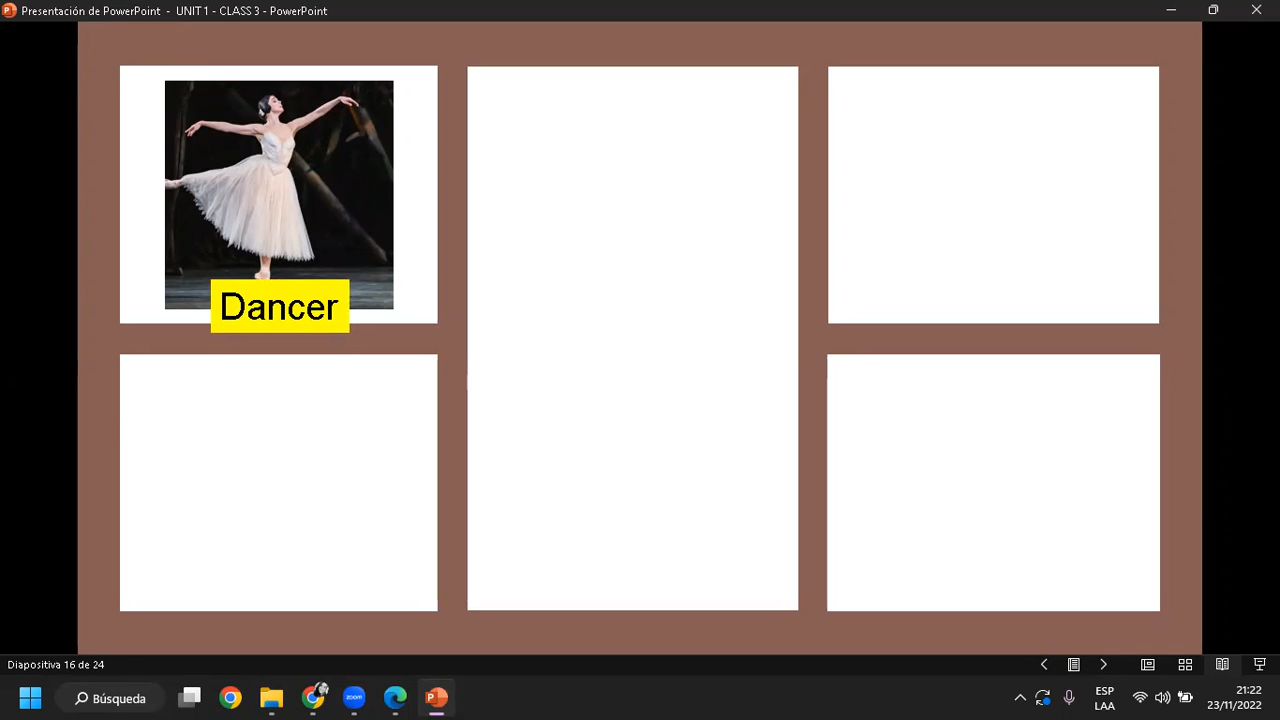 Presentación de PowerPoint - UNIT 1 - CLASS 3 - PowerPoint
Dancer
Diapositiva 16 de 24
Búsqueda
zoom
ESP
LAA
21:22
23/11/2022